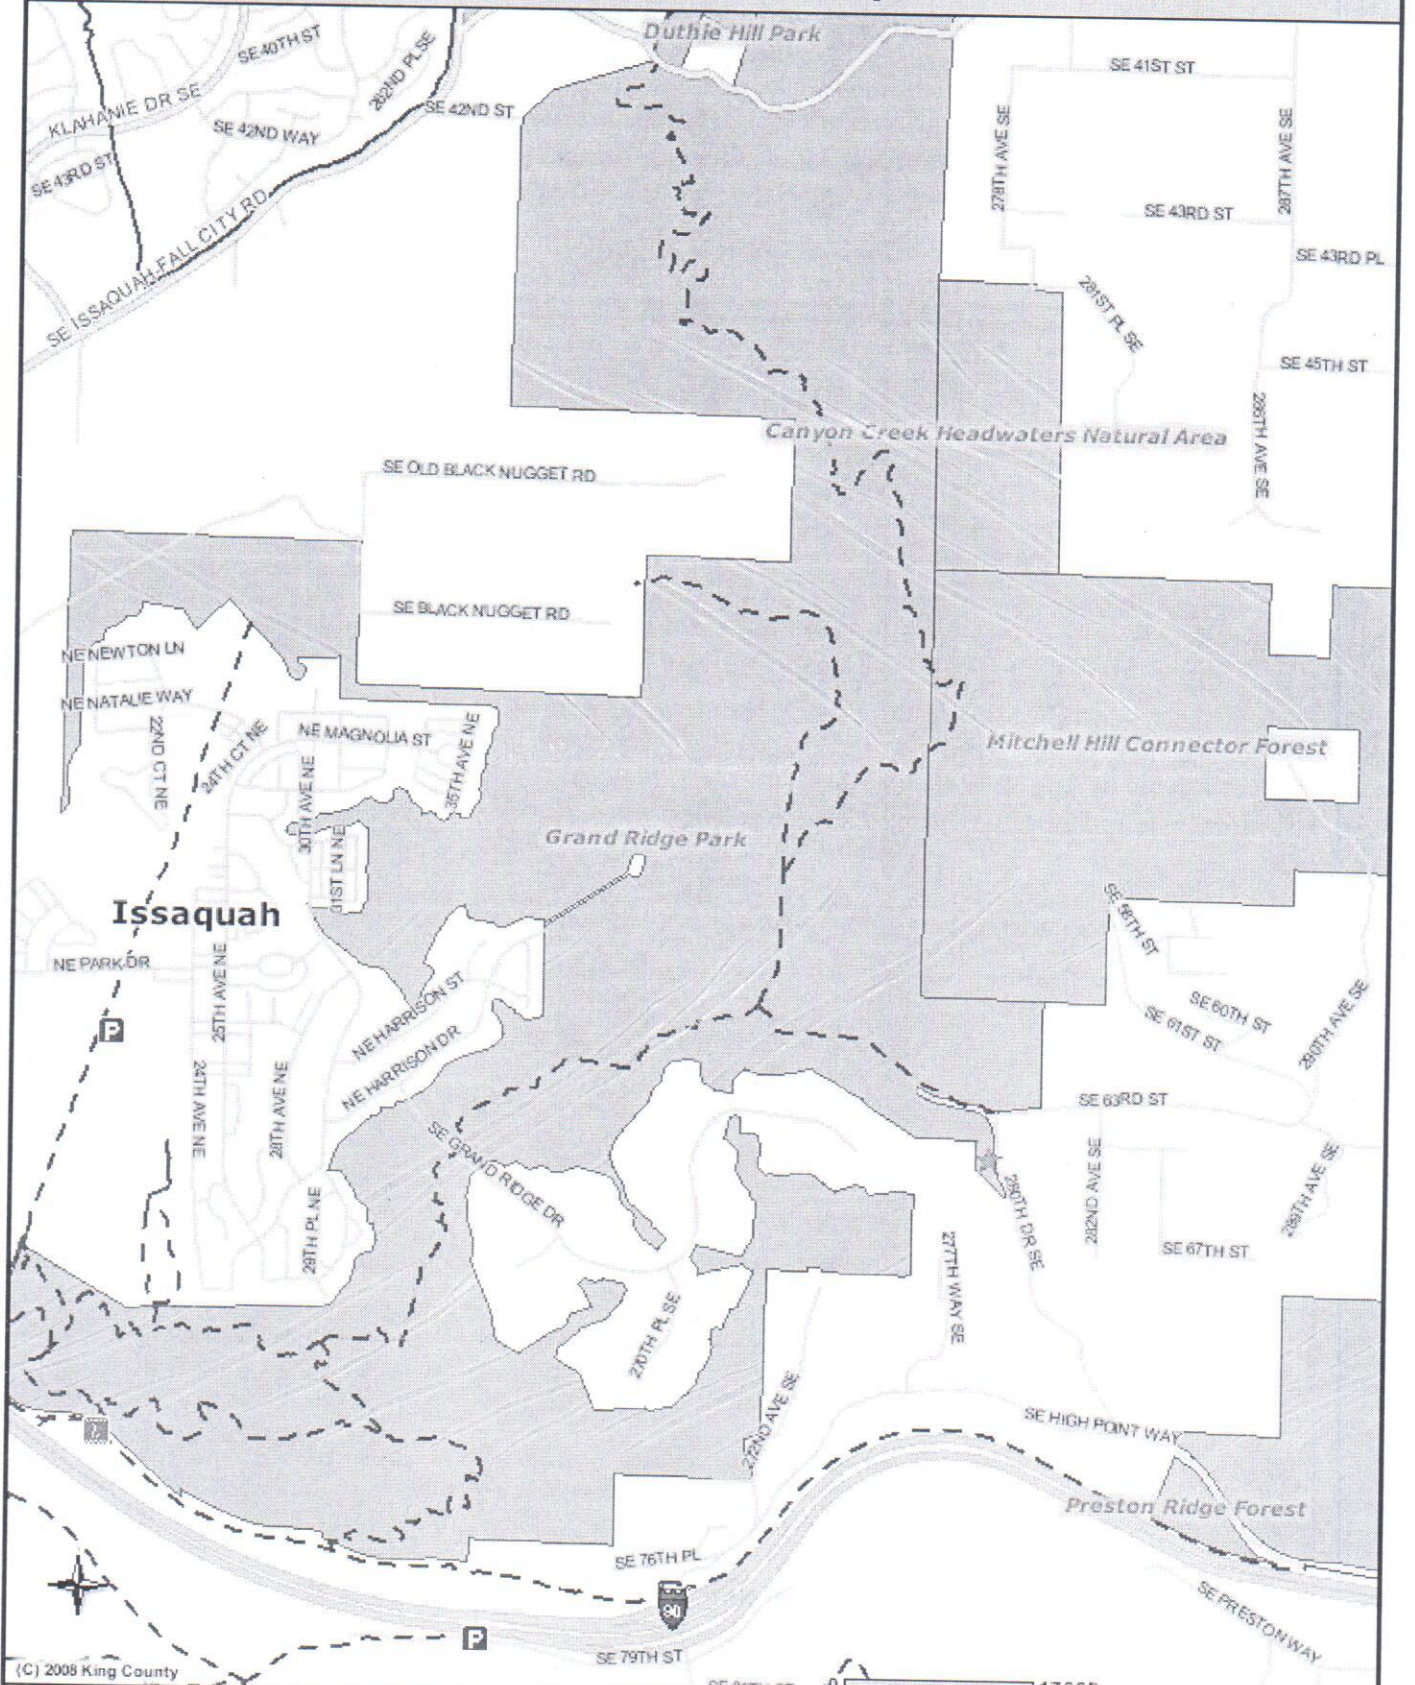 Duthie Hill Park
SE 40TH ST
262ND PL SE
SE 41ST ST
KLAHANIE DR SE
SE 42ND ST
SE 42ND WAY
278TH AVE SE
287TH AVE SE
SE 43RD ST
SE 43RD ST
SE 43RD PL
SE ISSAQUAH-FALL CITY RD
281ST PL SE
SE 45TH ST
286TH AVE SE
Canyon Creek Headwaters Natural Area
SE OLD BLACK NUGGET RD
SE BLACK NUGGET RD
NE NEWTON LN
NE NATALIE WAY
22ND CT NE
24TH CT NE
NE MAGNOLIA ST
35TH AVE NE
30TH AVE NE
31ST LN NE
Mitchell Hill Connector Forest
Grand Ridge Park
Issaquah
NE PARK DR
P
25TH AVE NE
NE HARRISON ST
NE HARRISON DR
24TH AVE NE
28TH AVE NE
29TH PL NE
SE 58TH ST
SE 60TH ST
SE 61ST ST
290TH AVE SE
SE 63RD ST
SE GRAND RIDGE DR
280TH DR SE
282ND AVE SE
289TH AVE SE
SE 67TH ST
277TH WAY SE
270TH PL SE
272ND AVE SE
SE HIGH POINT WAY
Preston Ridge Forest
SE 76TH PL
90
P
SE 79TH ST
SE PRESTON WAY
(C) 2008 King County
0